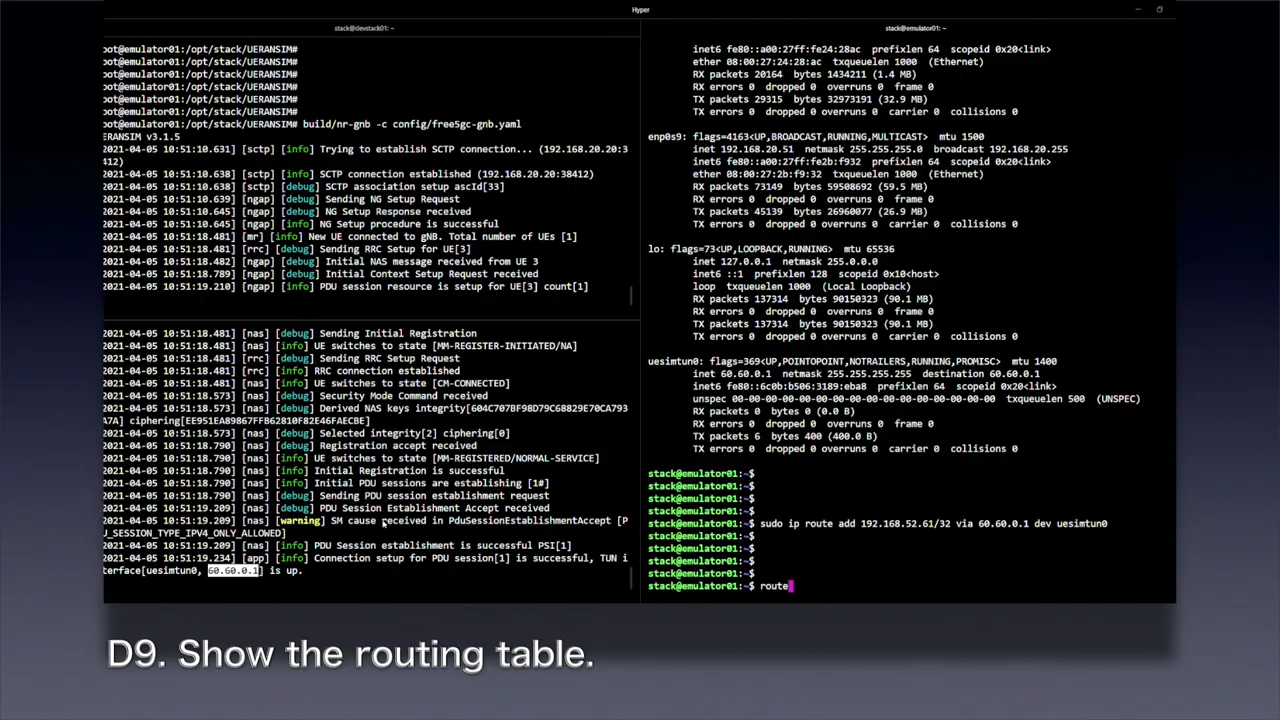 Hyper
stack@devstack01: ~
stack@emulator01: ~
oot@emulator01:/opt/stack/UERANSIM#
oot@emulator01:/opt/stack/UERANSIM#
oot@emulator01:/opt/stack/UERANSIM#
oot@emulator01:/opt/stack/UERANSIM#
oot@emulator01:/opt/stack/UERANSIM#
oot@emulator01:/opt/stack/UERANSIM#
oot@emulator01:/opt/stack/UERANSIM# build/nr-gnb -c config/free5gc-gnb.yaml
ERANSIM v3.1.5
2021-04-05 10:51:10.631] [sctp] [info] Trying to establish SCTP connection... (192.168.20.20:3
412)
2021-04-05 10:51:10.638] [sctp] [info] SCTP connection established (192.168.20.20:38412)
2021-04-05 10:51:10.638] [sctp] [debug] SCTP association setup ascId[33]
2021-04-05 10:51:10.639] [ngap] [debug] Sending NG Setup Request
2021-04-05 10:51:10.645] [ngap] [debug] NG Setup Response received
2021-04-05 10:51:10.645] [ngap] [info] NG Setup procedure is successful
2021-04-05 10:51:18.481] [mr] [info] New UE connected to gNB. Total number of UEs [1]
2021-04-05 10:51:18.481] [rrc] [debug] Sending RRC Setup for UE[3]
2021-04-05 10:51:18.481] [ngap] [debug] Initial NAS message received from UE 3
2021-04-05 10:51:18.789] [ngap] [debug] Initial Context Setup Request received
2021-04-05 10:51:19.210] [ngap] [info] PDU session resource is setup for UE[3] count[1]
2021-04-05 10:51:18.481] [nas] [debug] Sending Initial Registration
2021-04-05 10:51:18.481] [nas] [info] UE switches to state [MM-REGISTER-INITIATED/NA]
2021-04-05 10:51:18.481] [rrc] [debug] Sending RRC Setup Request
2021-04-05 10:51:18.481] [rrc] [info] RRC connection established
2021-04-05 10:51:18.481] [nas] [info] UE switches to state [CM-CONNECTED]
2021-04-05 10:51:18.573] [nas] [debug] Security Mode Command received
2021-04-05 10:51:18.573] [nas] [debug] Derived NAS keys integrity[604C707BF98D79C68829E70CA793
A7A] ciphering[EE951EA89867FFB62810F82E46FAECBE]
2021-04-05 10:51:18.573] [nas] [debug] Selected integrity[2] ciphering[0]
2021-04-05 10:51:18.790] [nas] [debug] Registration accept received
2021-04-05 10:51:18.790] [nas] [info] UE switches to state [MM-REGISTERED/NORMAL-SERVICE]
2021-04-05 10:51:18.790] [nas] [info] Initial Registration is successful
2021-04-05 10:51:18.790] [nas] [info] Initial PDU sessions are establishing [1#]
2021-04-05 10:51:18.790] [nas] [debug] Sending PDU session establishment request
2021-04-05 10:51:19.209] [nas] [debug] PDU Session Establishment Accept received
2021-04-05 10:51:19.209] [nas] [warning] SM cause received in PduSessionEstablishmentAccept [P
U_SESSION_TYPE_IPV4_ONLY_ALLOWED]
2021-04-05 10:51:19.209] [nas] [info] PDU Session establishment is successful PSI[1]
2021-04-05 10:51:19.234] [app] [info] Connection setup for PDU session[1] is successful, TUN i
terface[uesimtun0, 60.60.0.1] is up.
inet6 fe80::a00:27ff:fe24:28ac prefixlen 64 scopeid 0x20<link>
ether 08:00:27:24:28:ac txqueuelen 1000 (Ethernet)
RX packets 20164 bytes 1434211 (1.4 MB)
RX errors 0 dropped 0 overruns 0 frame 0
TX packets 29315 bytes 32973191 (32.9 MB)
TX errors 0 dropped 0 overruns 0 carrier 0 collisions 0
enp0s9: flags=4163<UP,BROADCAST,RUNNING,MULTICAST> mtu 1500
inet 192.168.20.51 netmask 255.255.255.0 broadcast 192.168.20.255
inet6 fe80::a00:27ff:fe2b:f932 prefixlen 64 scopeid 0x20<link>
ether 08:00:27:2b:f9:32 txqueuelen 1000 (Ethernet)
RX packets 73149 bytes 59508692 (59.5 MB)
RX errors 0 dropped 0 overruns 0 frame 0
TX packets 45139 bytes 26960077 (26.9 MB)
TX errors 0 dropped 0 overruns 0 carrier 0 collisions 0
lo: flags=73<UP,LOOPBACK,RUNNING> mtu 65536
inet 127.0.0.1 netmask 255.0.0.0
inet6 ::1 prefixlen 128 scopeid 0x10<host>
loop txqueuelen 1000 (Local Loopback)
RX packets 137314 bytes 90150323 (90.1 MB)
RX errors 0 dropped 0 overruns 0 frame 0
TX packets 137314 bytes 90150323 (90.1 MB)
TX errors 0 dropped 0 overruns 0 carrier 0 collisions 0
uesimtun0: flags=369<UP,POINTOPOINT,NOTRAILERS,RUNNING,PROMISC> mtu 1400
inet 60.60.0.1 netmask 255.255.255.255 destination 60.60.0.1
inet6 fe80::6c0b:b506:3189:eba8 prefixlen 64 scopeid 0x20<link>
unspec 00-00-00-00-00-00-00-00-00-00-00-00-00-00-00-00 txqueuelen 500 (UNSPEC)
RX packets 0 bytes 0 (0.0 B)
RX errors 0 dropped 0 overruns 0 frame 0
TX packets 6 bytes 400 (400.0 B)
TX errors 0 dropped 0 overruns 0 carrier 0 collisions 0
stack@emulator01:~$
stack@emulator01:~$
stack@emulator01:~$
stack@emulator01:~$
stack@emulator01:~$ sudo ip route add 192.168.52.61/32 via 60.60.0.1 dev uesimtun0
stack@emulator01:~$
stack@emulator01:~$
stack@emulator01:~$
stack@emulator01:~$
stack@emulator01:~$ route
D9. Show the routing table.